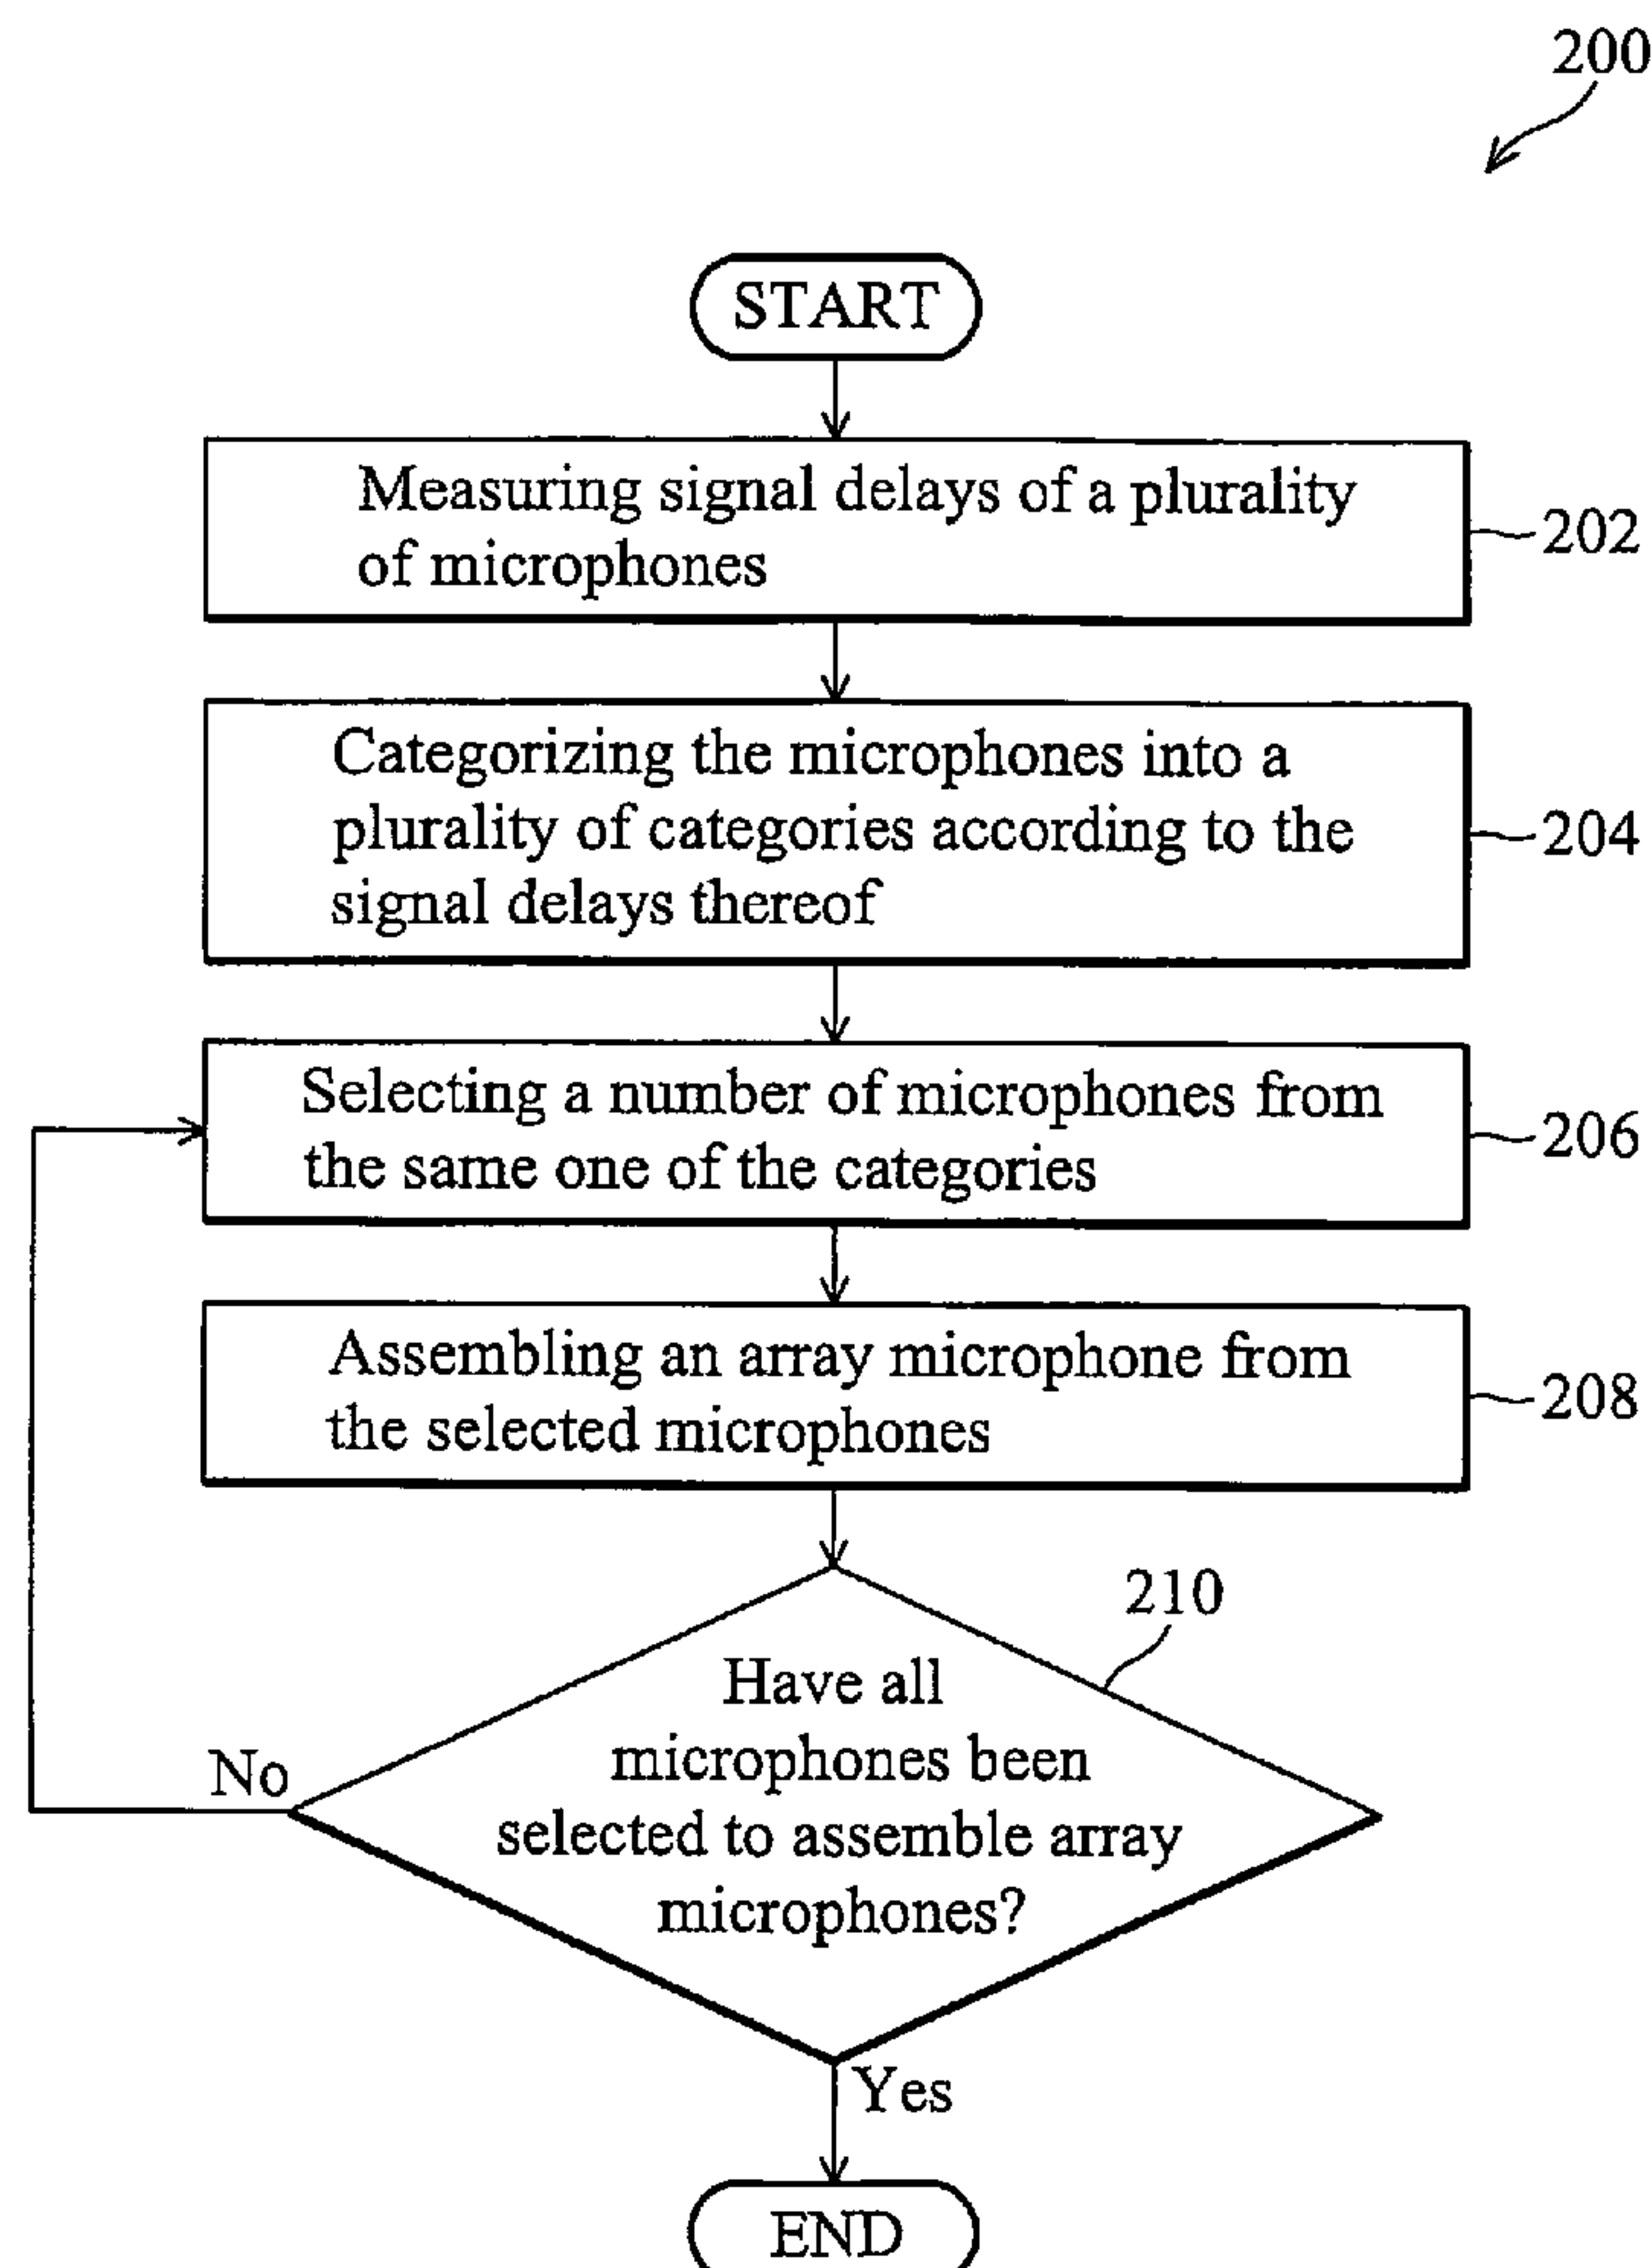 200
START
Measuring signal delays of a plurality
of microphones
202
Categorizing the microphones into a
plurality of categories according to the
signal delays thereof
204
Selecting a number of microphones from
the same one of the categories
206
Assembling an array microphone from
the selected microphones
208
210
Have all
microphones been
selected to assemble array
microphones?
No
Yes
END